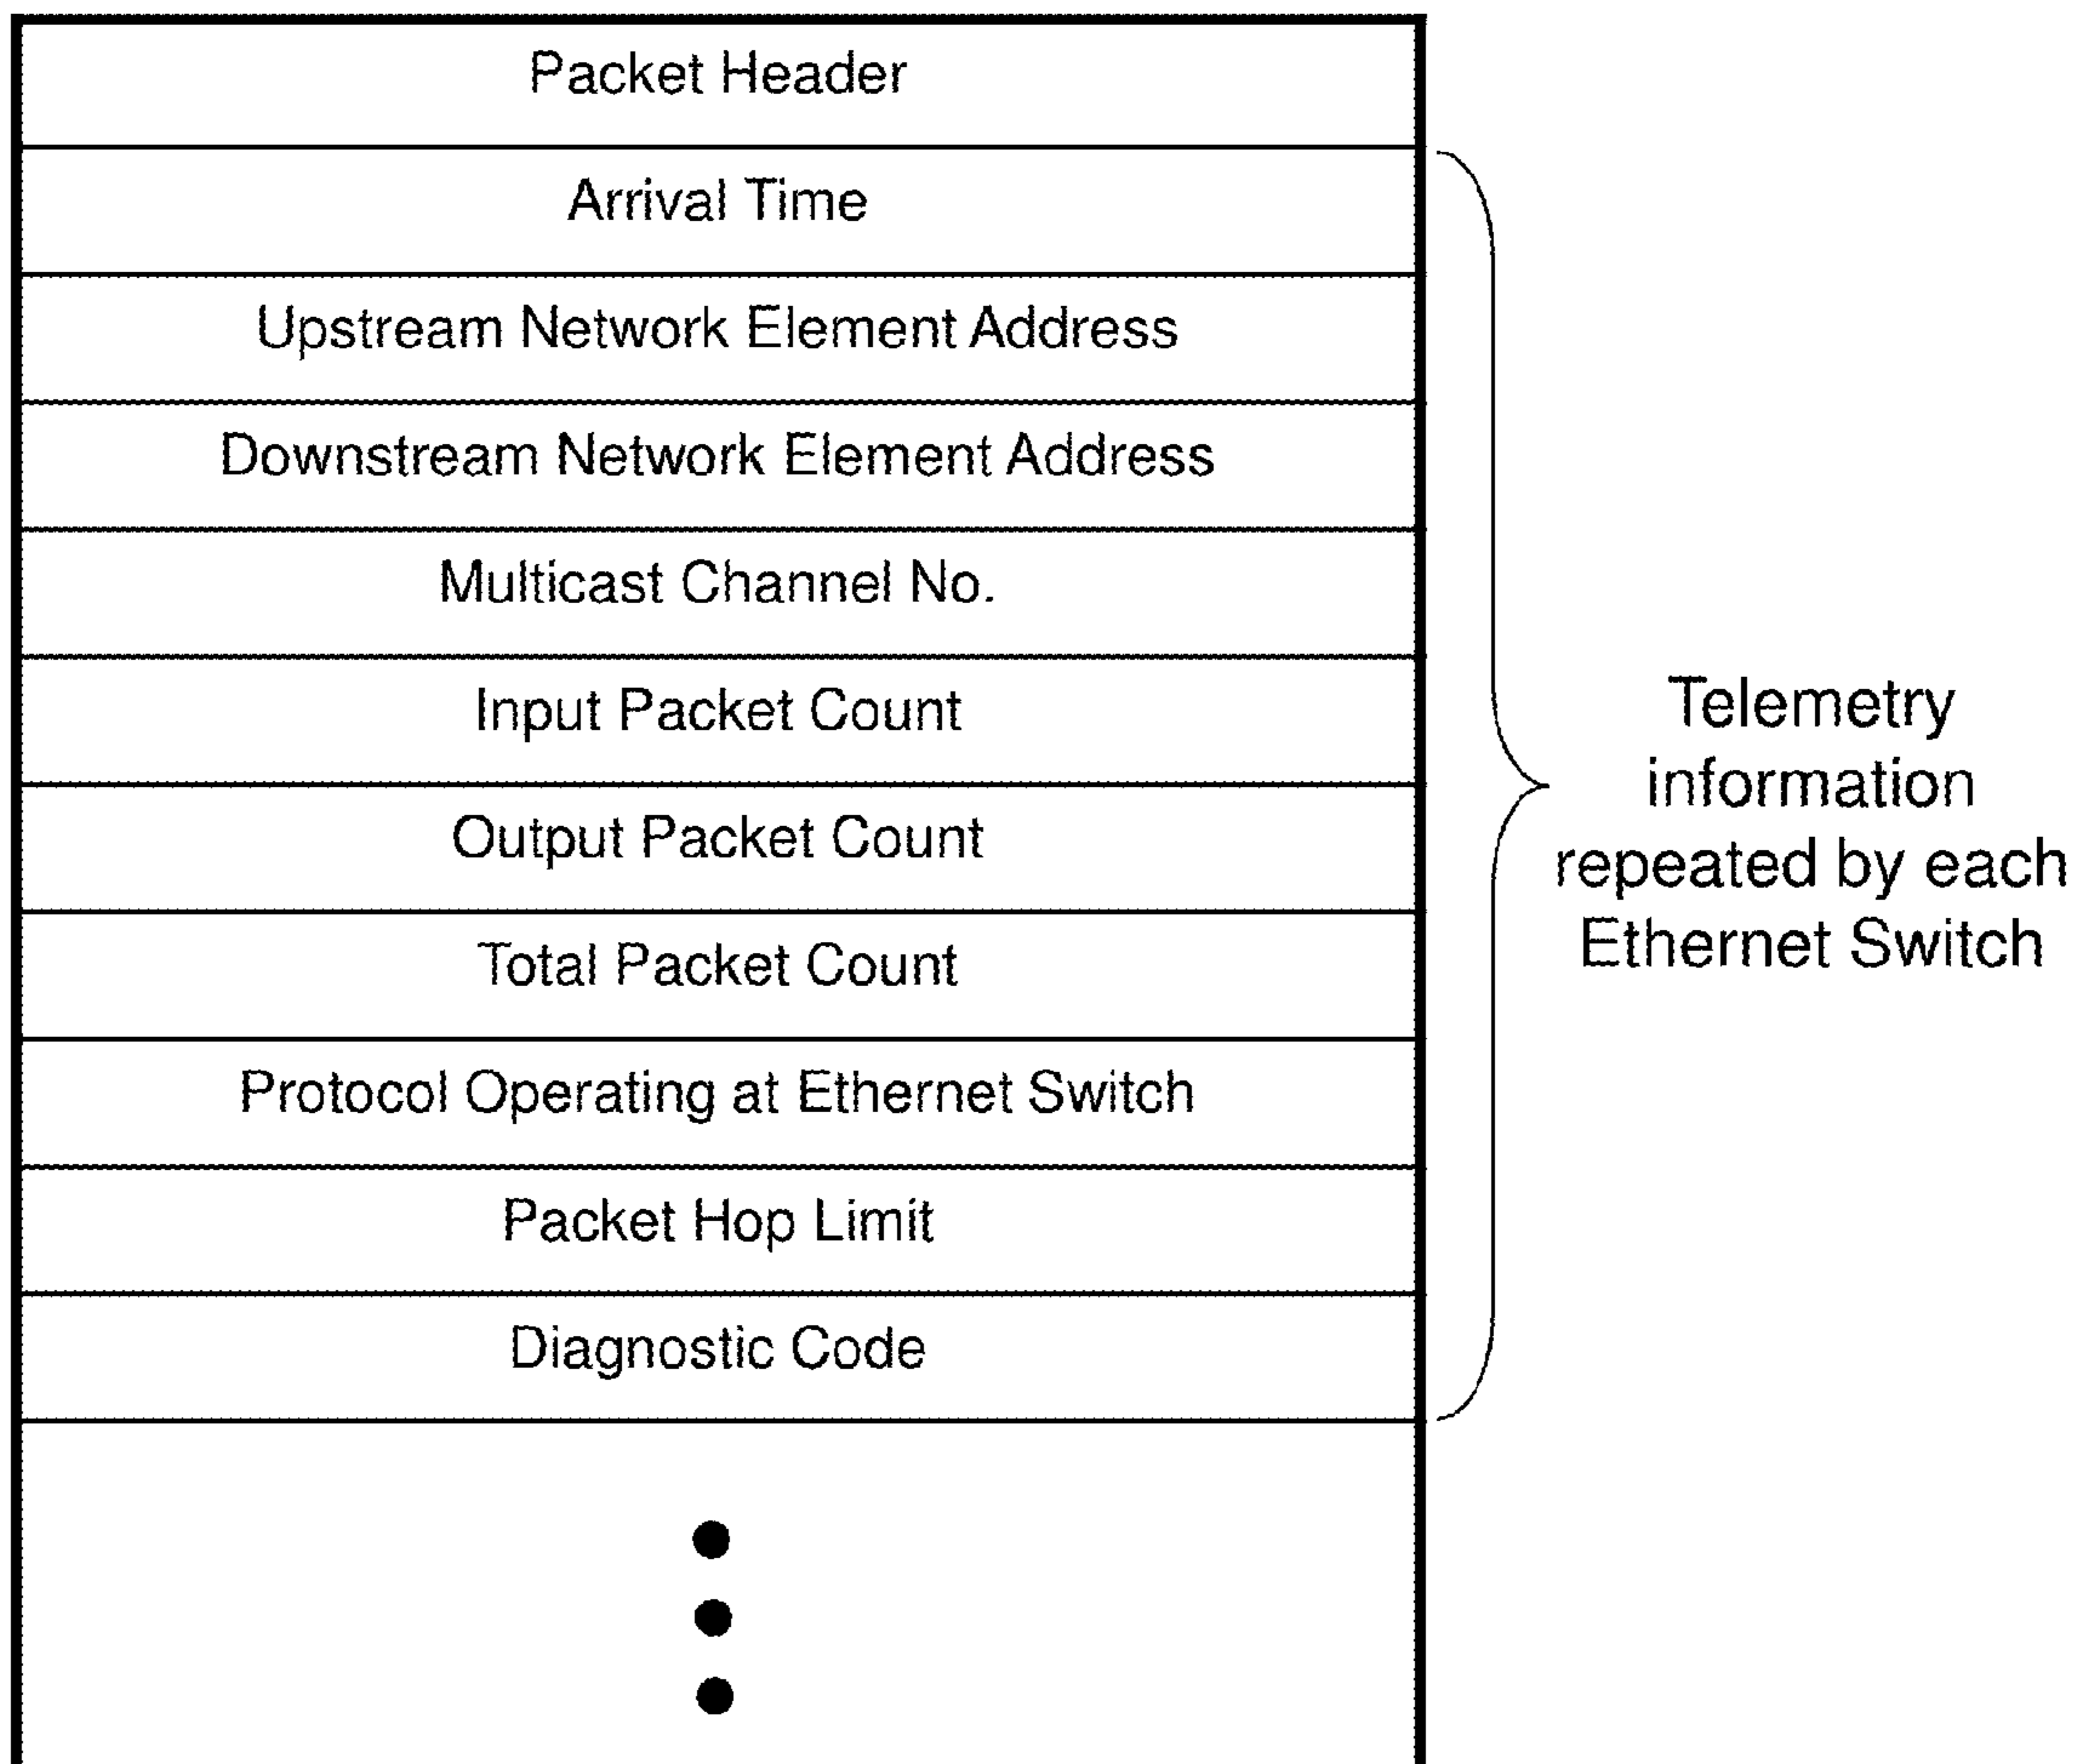 Packet Header
Arrival Time
Upstream Network Element Address
Downstream Network Element Address
Multicast Channel No.
Input Packet Count
Output Packet Count
Total Packet Count
Protocol Operating at Ethernet Switch
Packet Hop Limit
Diagnostic Code
Telemetry
information
repeated by each
Ethernet Switch